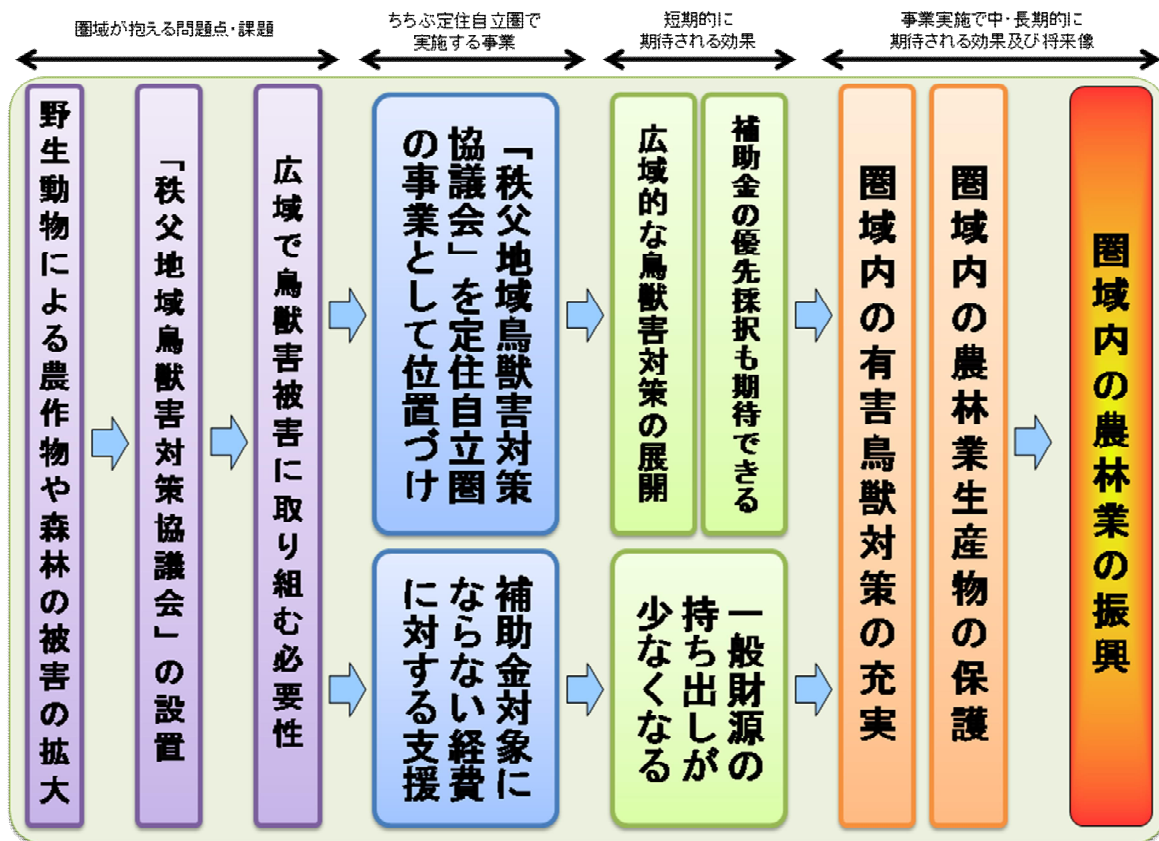 圏域が抱える問題点・課題
ちちぶ定住自立圏で
実施する事業
短期的に
期待される効果
事業実施で中・長期的に
期待される効果及び将来像
野生動物による農作物や森林の被害の拡大
「秩父地域鳥獣害対策協議会」の設置
広域で鳥獣害被害に取り組む必要性
「秩父地域鳥獣害対策
協議会」を定住自立圏
の事業として位置づけ
補助金対象に
ならない経費
に対する支援
広域的な鳥獣害対策の展開
補助金の優先採択も期待できる
一般財源の
持ち出しが
少なくなる
圏域内の有害鳥獣対策の充実
圏域内の農林業生産物の保護
圏域内の農林業の振興